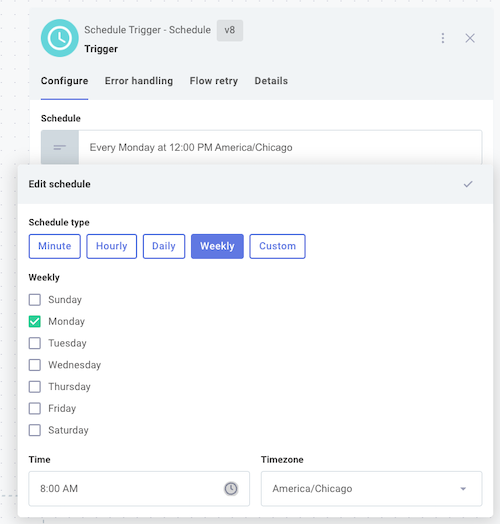 Schedule Trigger - Schedule v8
Trigger
Configure Error handling Flow retry Details
Schedule
Every Monday at 12:00 PM America/Chicago
Edit schedule
Schedule type
Minute Hourly Daily Weekly Custom
Weekly
Sunday
Monday
Tuesday
Wednesday
Thursday
Friday
Saturday
Time Timezone
8:00 AM America/Chicago